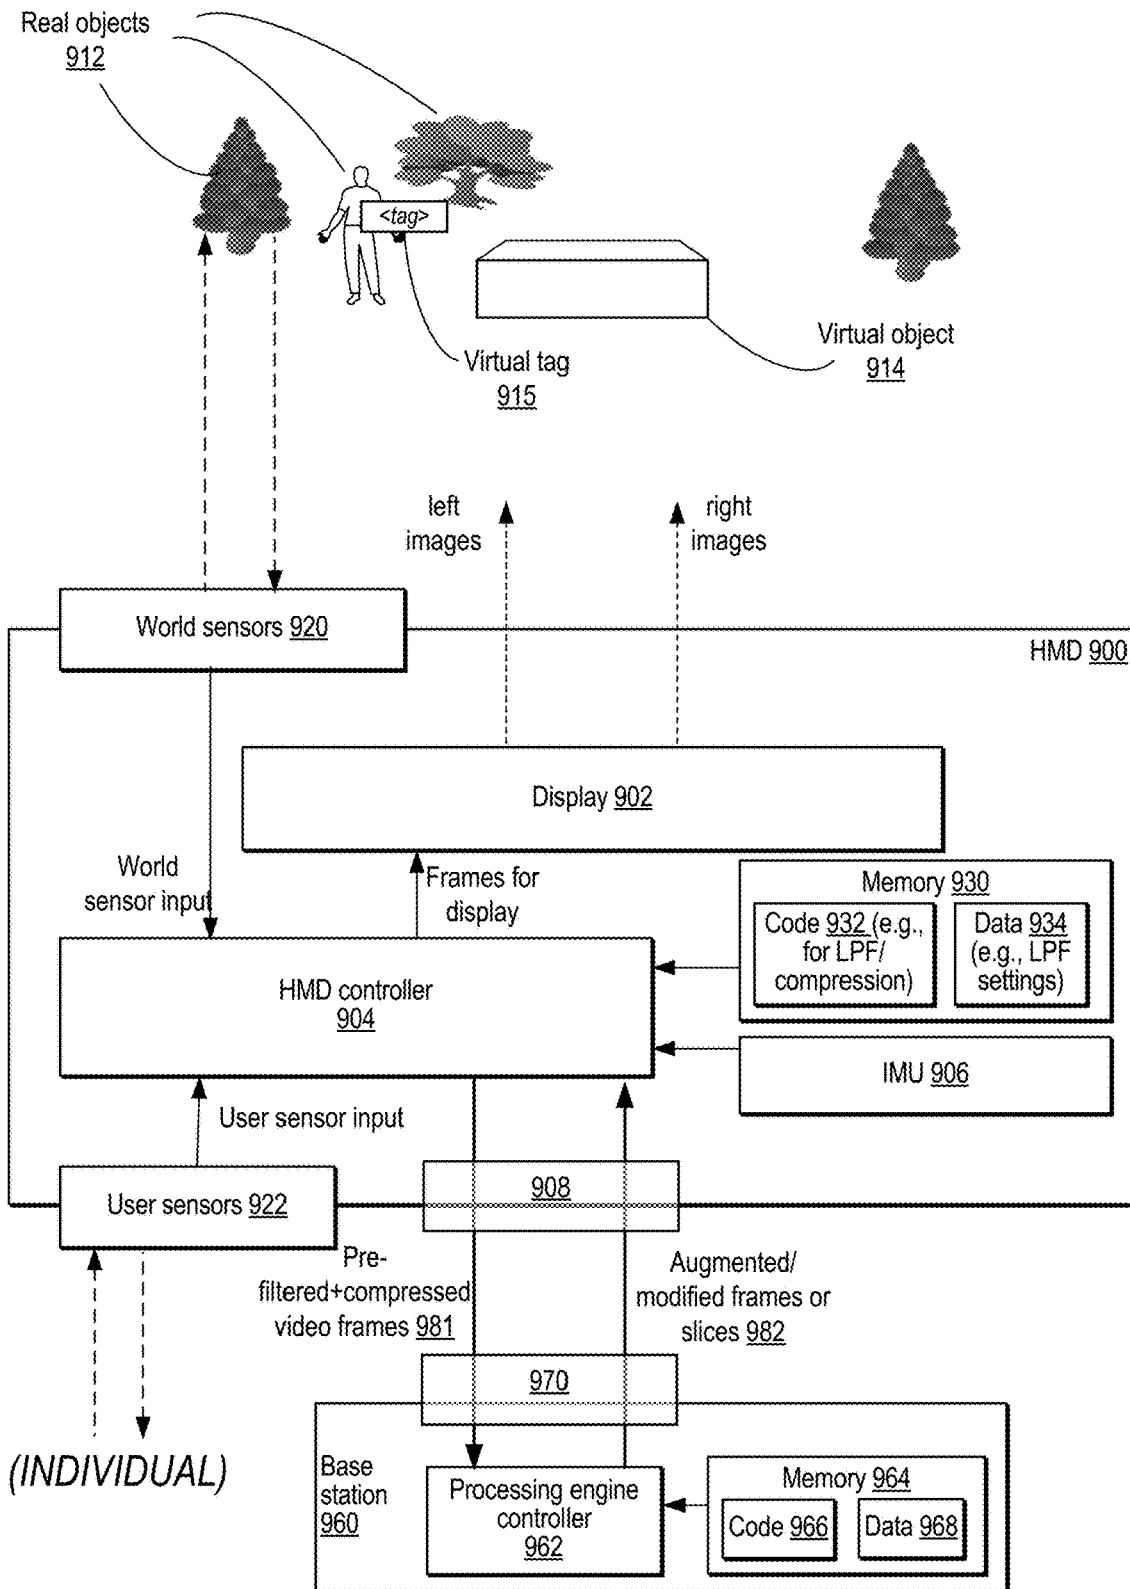 Real objects
912
<tag>
Virtual object
914
Virtual tag
915
left
images
right
images
World sensors 920
HMD 900
Display 902
World
sensor input
Frames for
display
Memory 930
Code 932 (e.g.,
for LPF/
compression)
Data 934
(e.g., LPF
settings)
HMD controller
904
IMU 906
User sensor input
User sensors 922
908
Pre-
filtered+compressed
video frames 981
Augmented/
modified frames or
slices 982
970
(INDIVIDUAL)
Base
station
960
Processing engine
controller
962
Memory 964
Code 966
Data 968